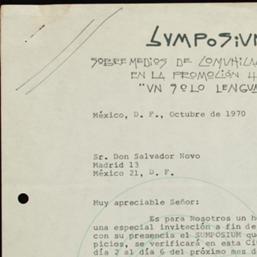 SYMPOSIUM
SOBRE MEDIOS DE COMUNICA
EN LA PROMOCIÓN
"UN SOLO LENGUA
México, D. F., Octubre de 1970
Sr. Don Salvador Novo
Madrid 13
México 21, D. F.
Muy apreciable Señor:
Es para Nosotros un h
una especial invitación a fin de
con su presencia el SUMPOSIUM qu
picios, se verificará en esta Ci
día 2 al día 6 del próximo mes d